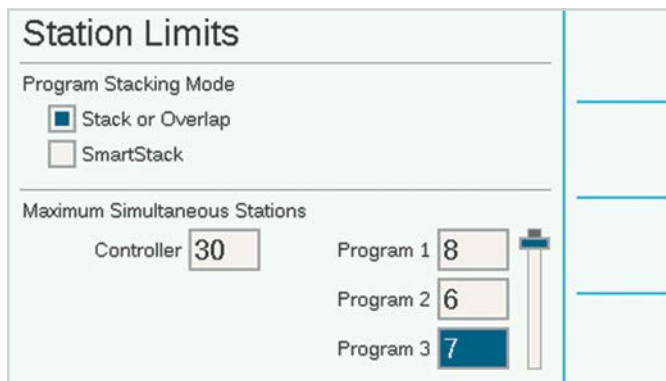 Station Limits
Program Stacking Mode
Stack or Overlap
SmartStack
Maximum Simultaneous Stations
Controller 30 Program 1 8
Program 2 6
Program 3 7